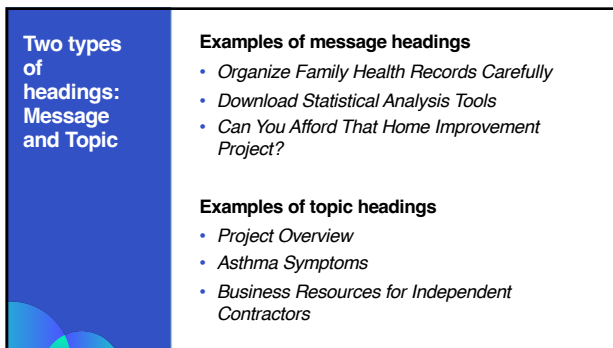 Two types
of
headings:
Message
and Topic
Examples of message headings
• Organize Family Health Records Carefully
• Download Statistical Analysis Tools
• Can You Afford That Home Improvement
Project?
Examples of topic headings
• Project Overview
• Asthma Symptoms
• Business Resources for Independent
Contractors